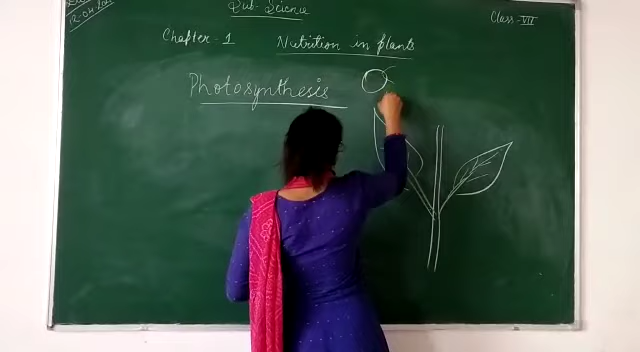 Sub- Science
Class- VII
Chapter-1 Nutrition in plants
Photosynthesis